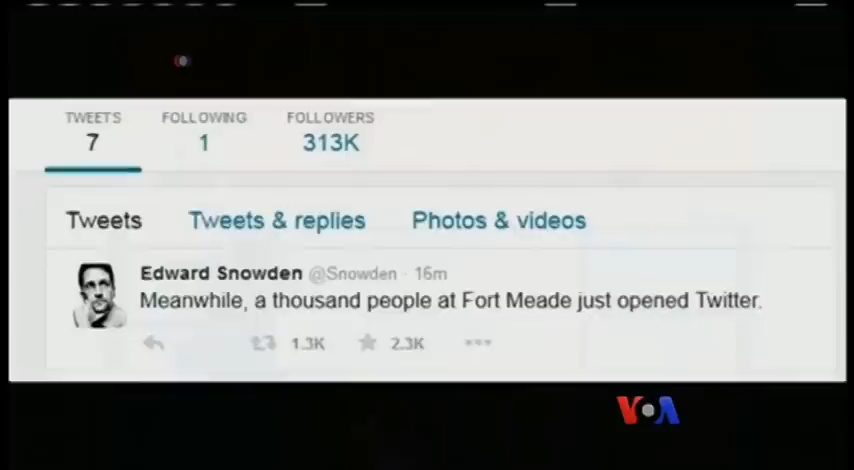 TWEETS FOLLOWING FOLLOWERS
7 1 313K
Tweets Tweets & replies Photos & videos
Edward Snowden @Snowden · 16m
Meanwhile, a thousand people at Fort Meade just opened Twitter.
1.3K 2.3K
VOA